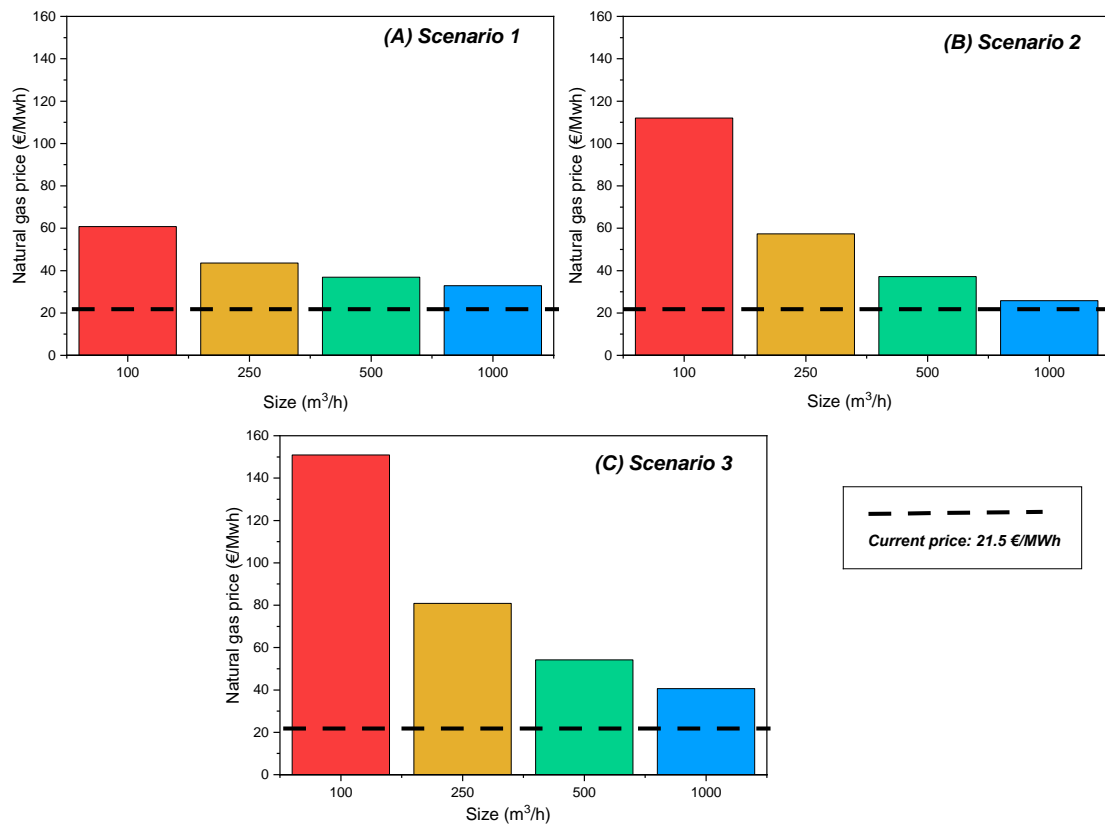 (A) Scenario 1
Natural gas price (€/Mwh)
160
140
120
100
80
60
40
20
0
100 250 500 1000
Size (m³/h)
(B) Scenario 2
Natural gas price (€/Mwh)
160
140
120
100
80
60
40
20
0
100 250 500 1000
Size (m³/h)
(C) Scenario 3
Natural gas price (€/Mwh)
160
140
120
100
80
60
40
20
0
100 250 500 1000
Size (m³/h)
Current price: 21.5 €/MWh